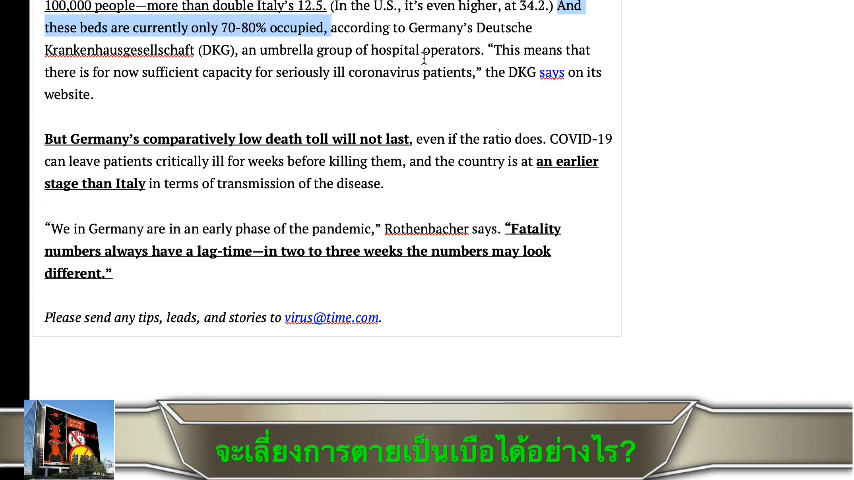 100,000 people—more than double Italy’s 12.5. (In the U.S., it’s even higher, at 34.2.) And
these beds are currently only 70-80% occupied, according to Germany’s Deutsche
Krankenhausgesellschaft (DKG), an umbrella group of hospital operators. “This means that
there is for now sufficient capacity for seriously ill coronavirus patients,” the DKG says on its
website.
But Germany’s comparatively low death toll will not last, even if the ratio does. COVID-19
can leave patients critically ill for weeks before killing them, and the country is at an earlier
stage than Italy in terms of transmission of the disease.
“We in Germany are in an early phase of the pandemic,” Rothenbacher says. “Fatality
numbers always have a lag-time—in two to three weeks the numbers may look
different.”
Please send any tips, leads, and stories to virus@time.com.
จะเลี่ยงการตายเป็นเบือได้อย่างไร?